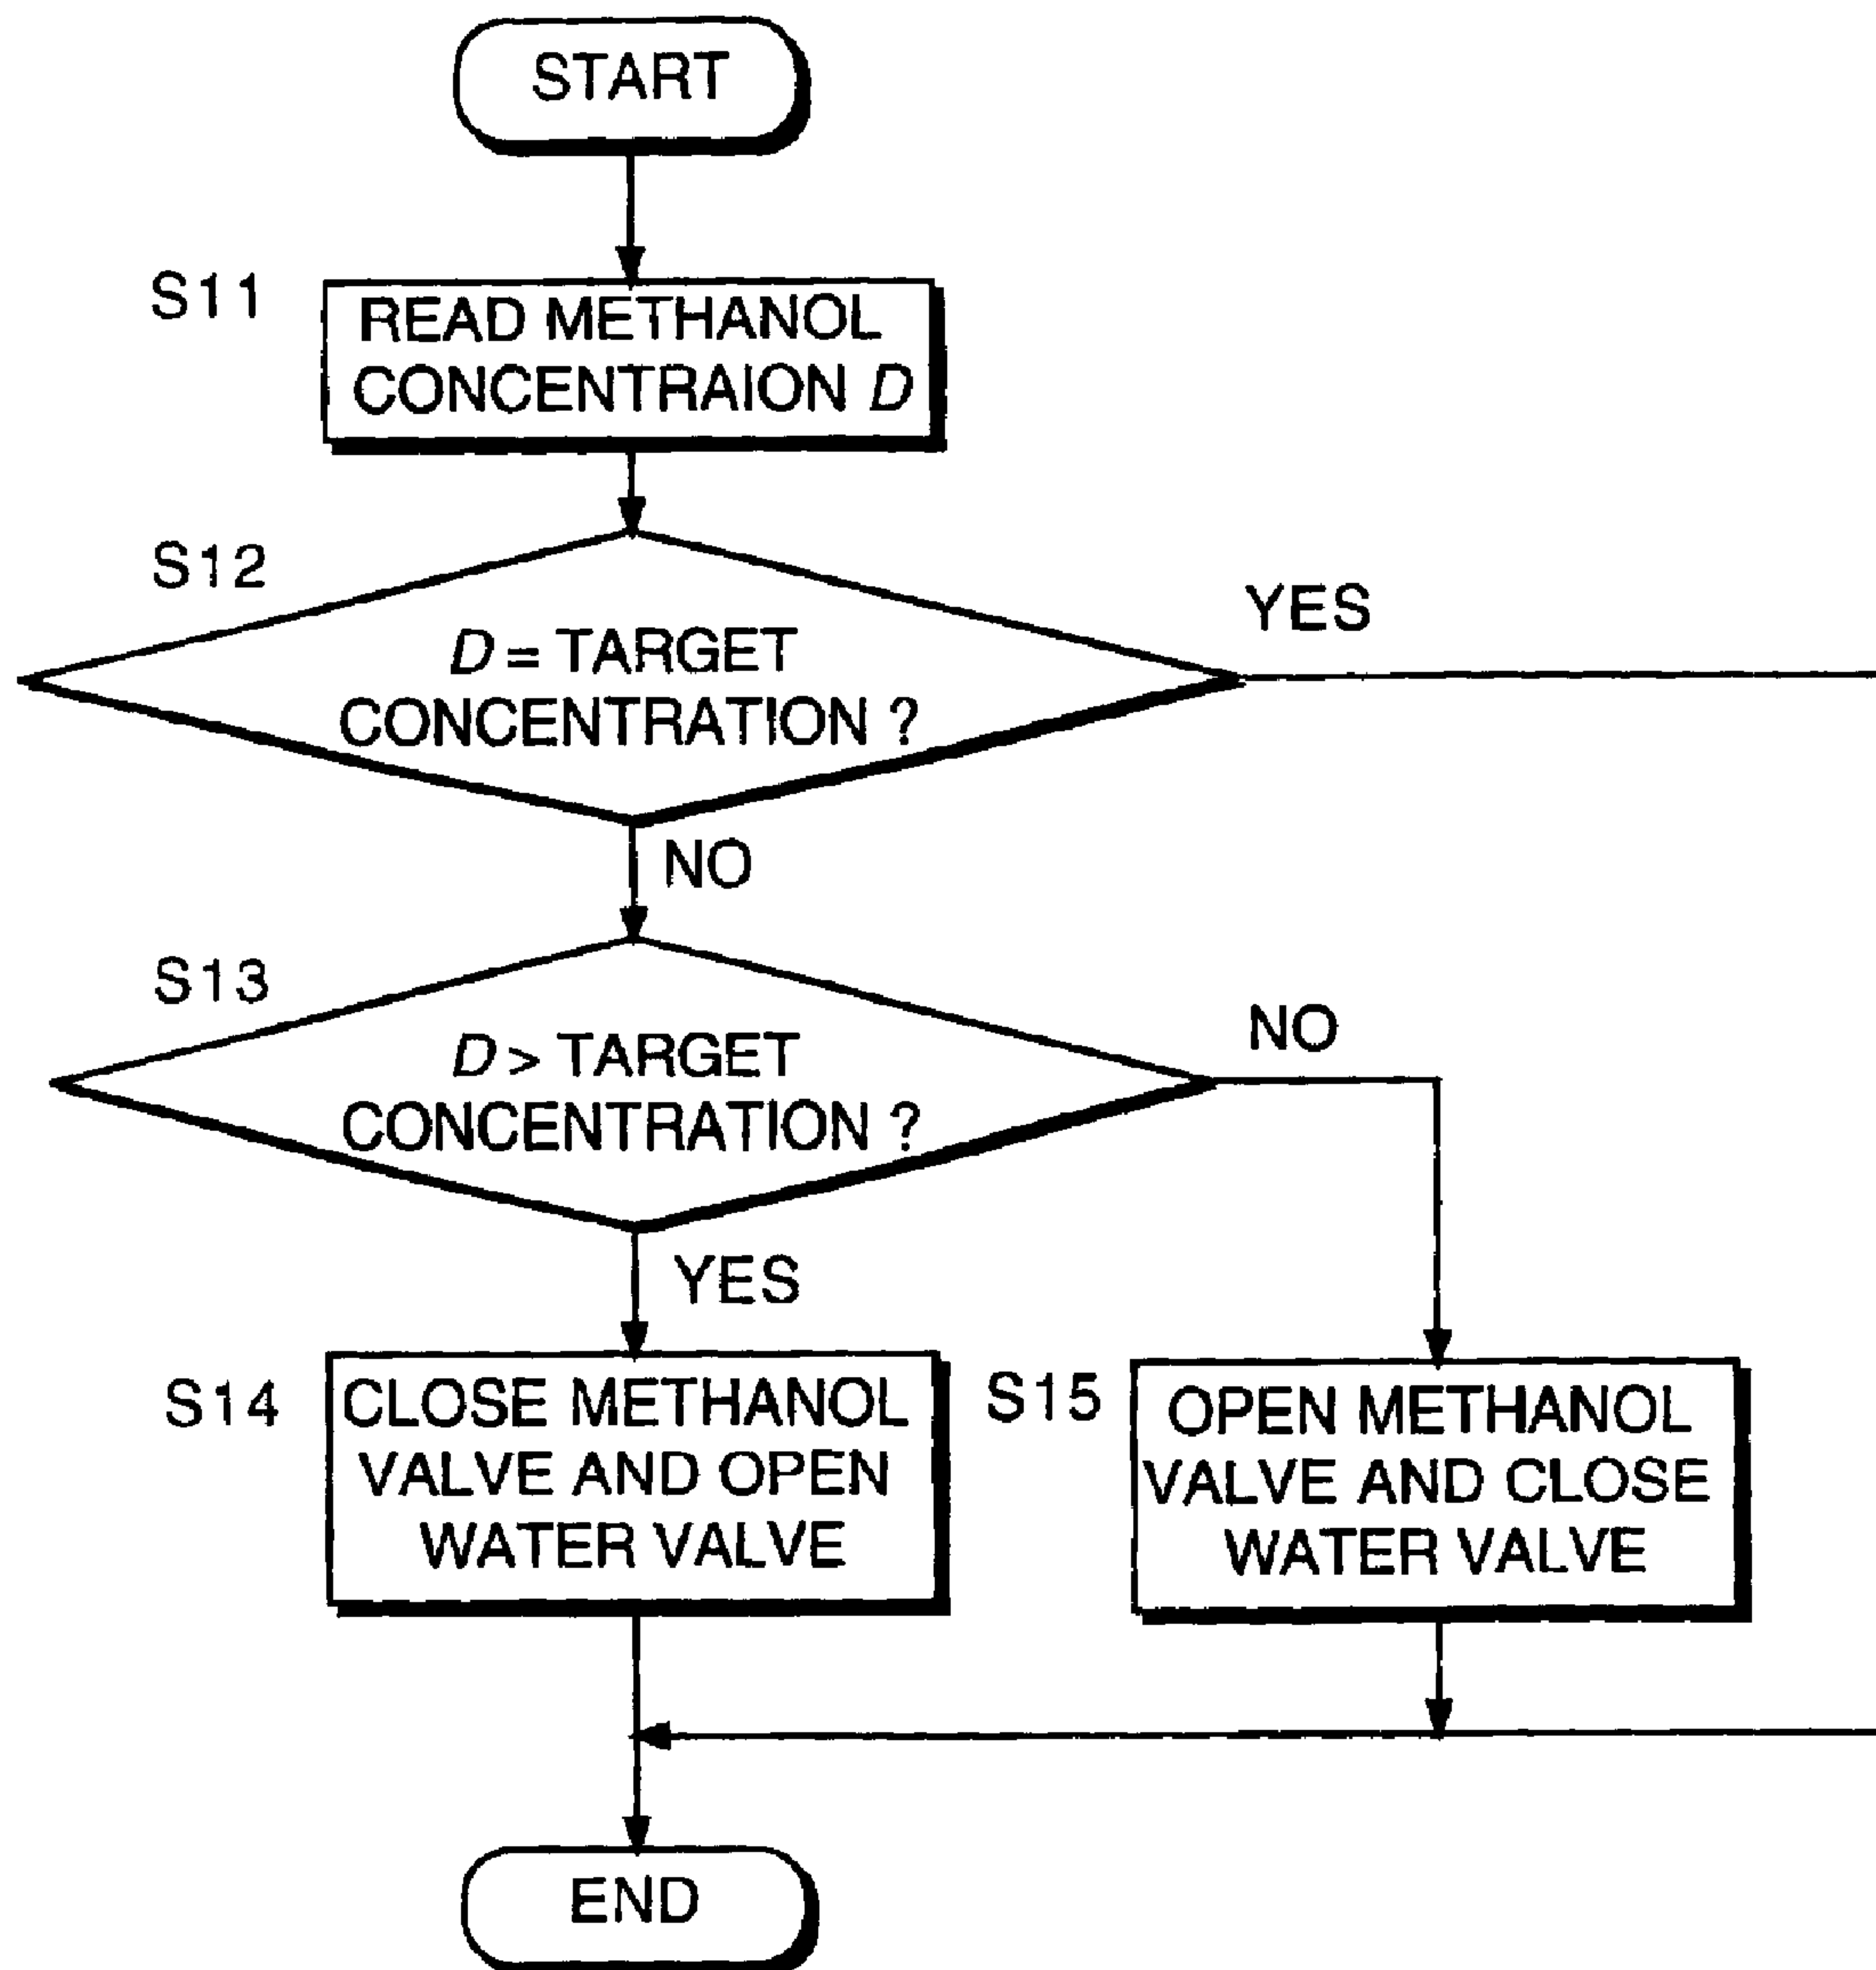 START
S11
READ METHANOL
CONCENTRAION D
S12
D = TARGET
CONCENTRATION ?
YES
NO
S13
D > TARGET
CONCENTRATION ?
NO
YES
S14
CLOSE METHANOL
VALVE AND OPEN
WATER VALVE
S15
OPEN METHANOL
VALVE AND CLOSE
WATER VALVE
END